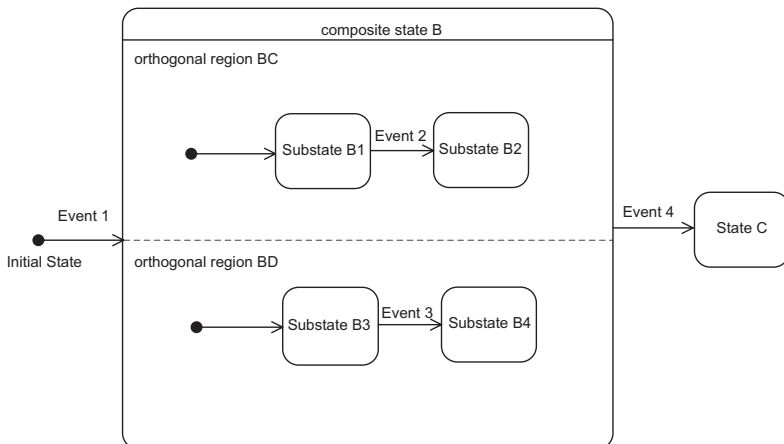 composite state B
orthogonal region BC
Substate B1
Event 2
Substate B2
Event 1
Initial State
Event 4
State C
orthogonal region BD
Substate B3
Event 3
Substate B4